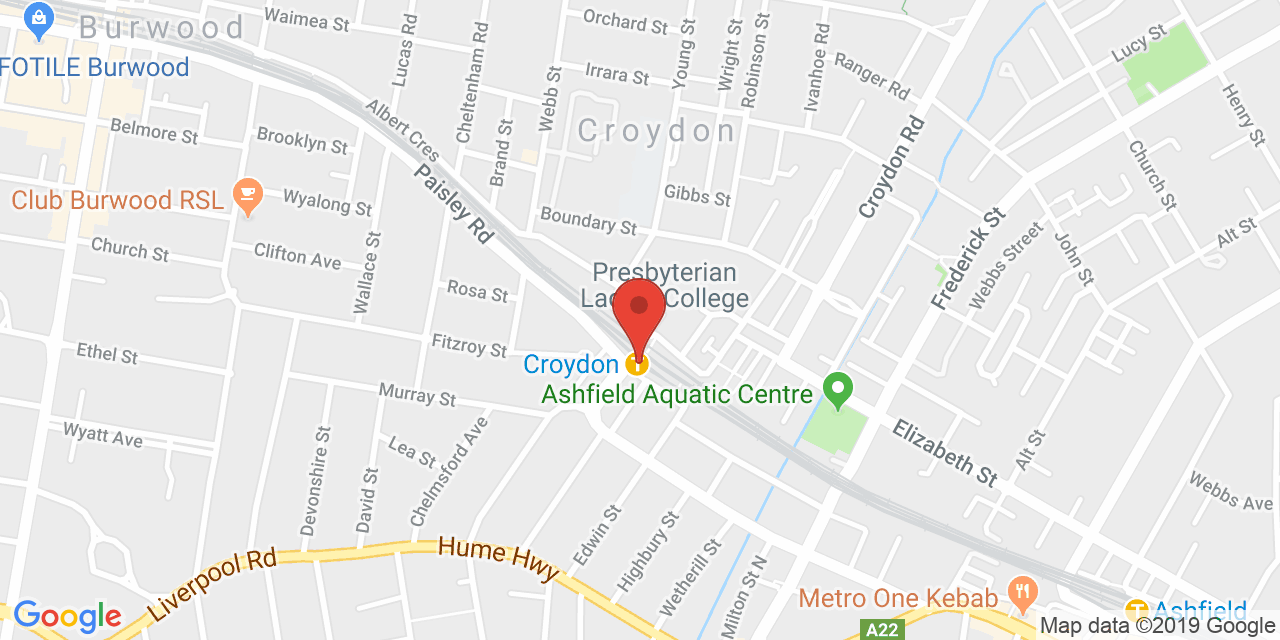 Waimea St
Orchard St
Burwood
Lucas Rd
Cheltenham Rd
Young St
Wright St
Robinson St
Ivanhoe Rd
Lucy St
FOTILE Burwood
Irrara St
Ranger Rd
Henry St
Webb St
Albert Cres
Belmore St
Brooklyn St
Brand St
Croydon
Croydon Rd
Church St
Paisley Rd
Gibbs St
Club Burwood RSL
Wyalong St
Boundary St
Frederick St
Webbs Street
John St
Alt St
Church St
Clifton Ave
Wallace St
Presbyterian
College
Rosa St
Fitzroy St
Ethel St
Croydon
Ashfield Aquatic Centre
Murray St
Elizabeth St
Wyatt Ave
Lea St
Chelmsford Ave
Devonshire St
David St
Alt St
Webbs Ave
Edwin St
Highbury St
Wetherill St
Milton St N
Hume Hwy
Liverpool Rd
Metro One Kebab
Ashfield
A22
Google
Map data ©2019 Google